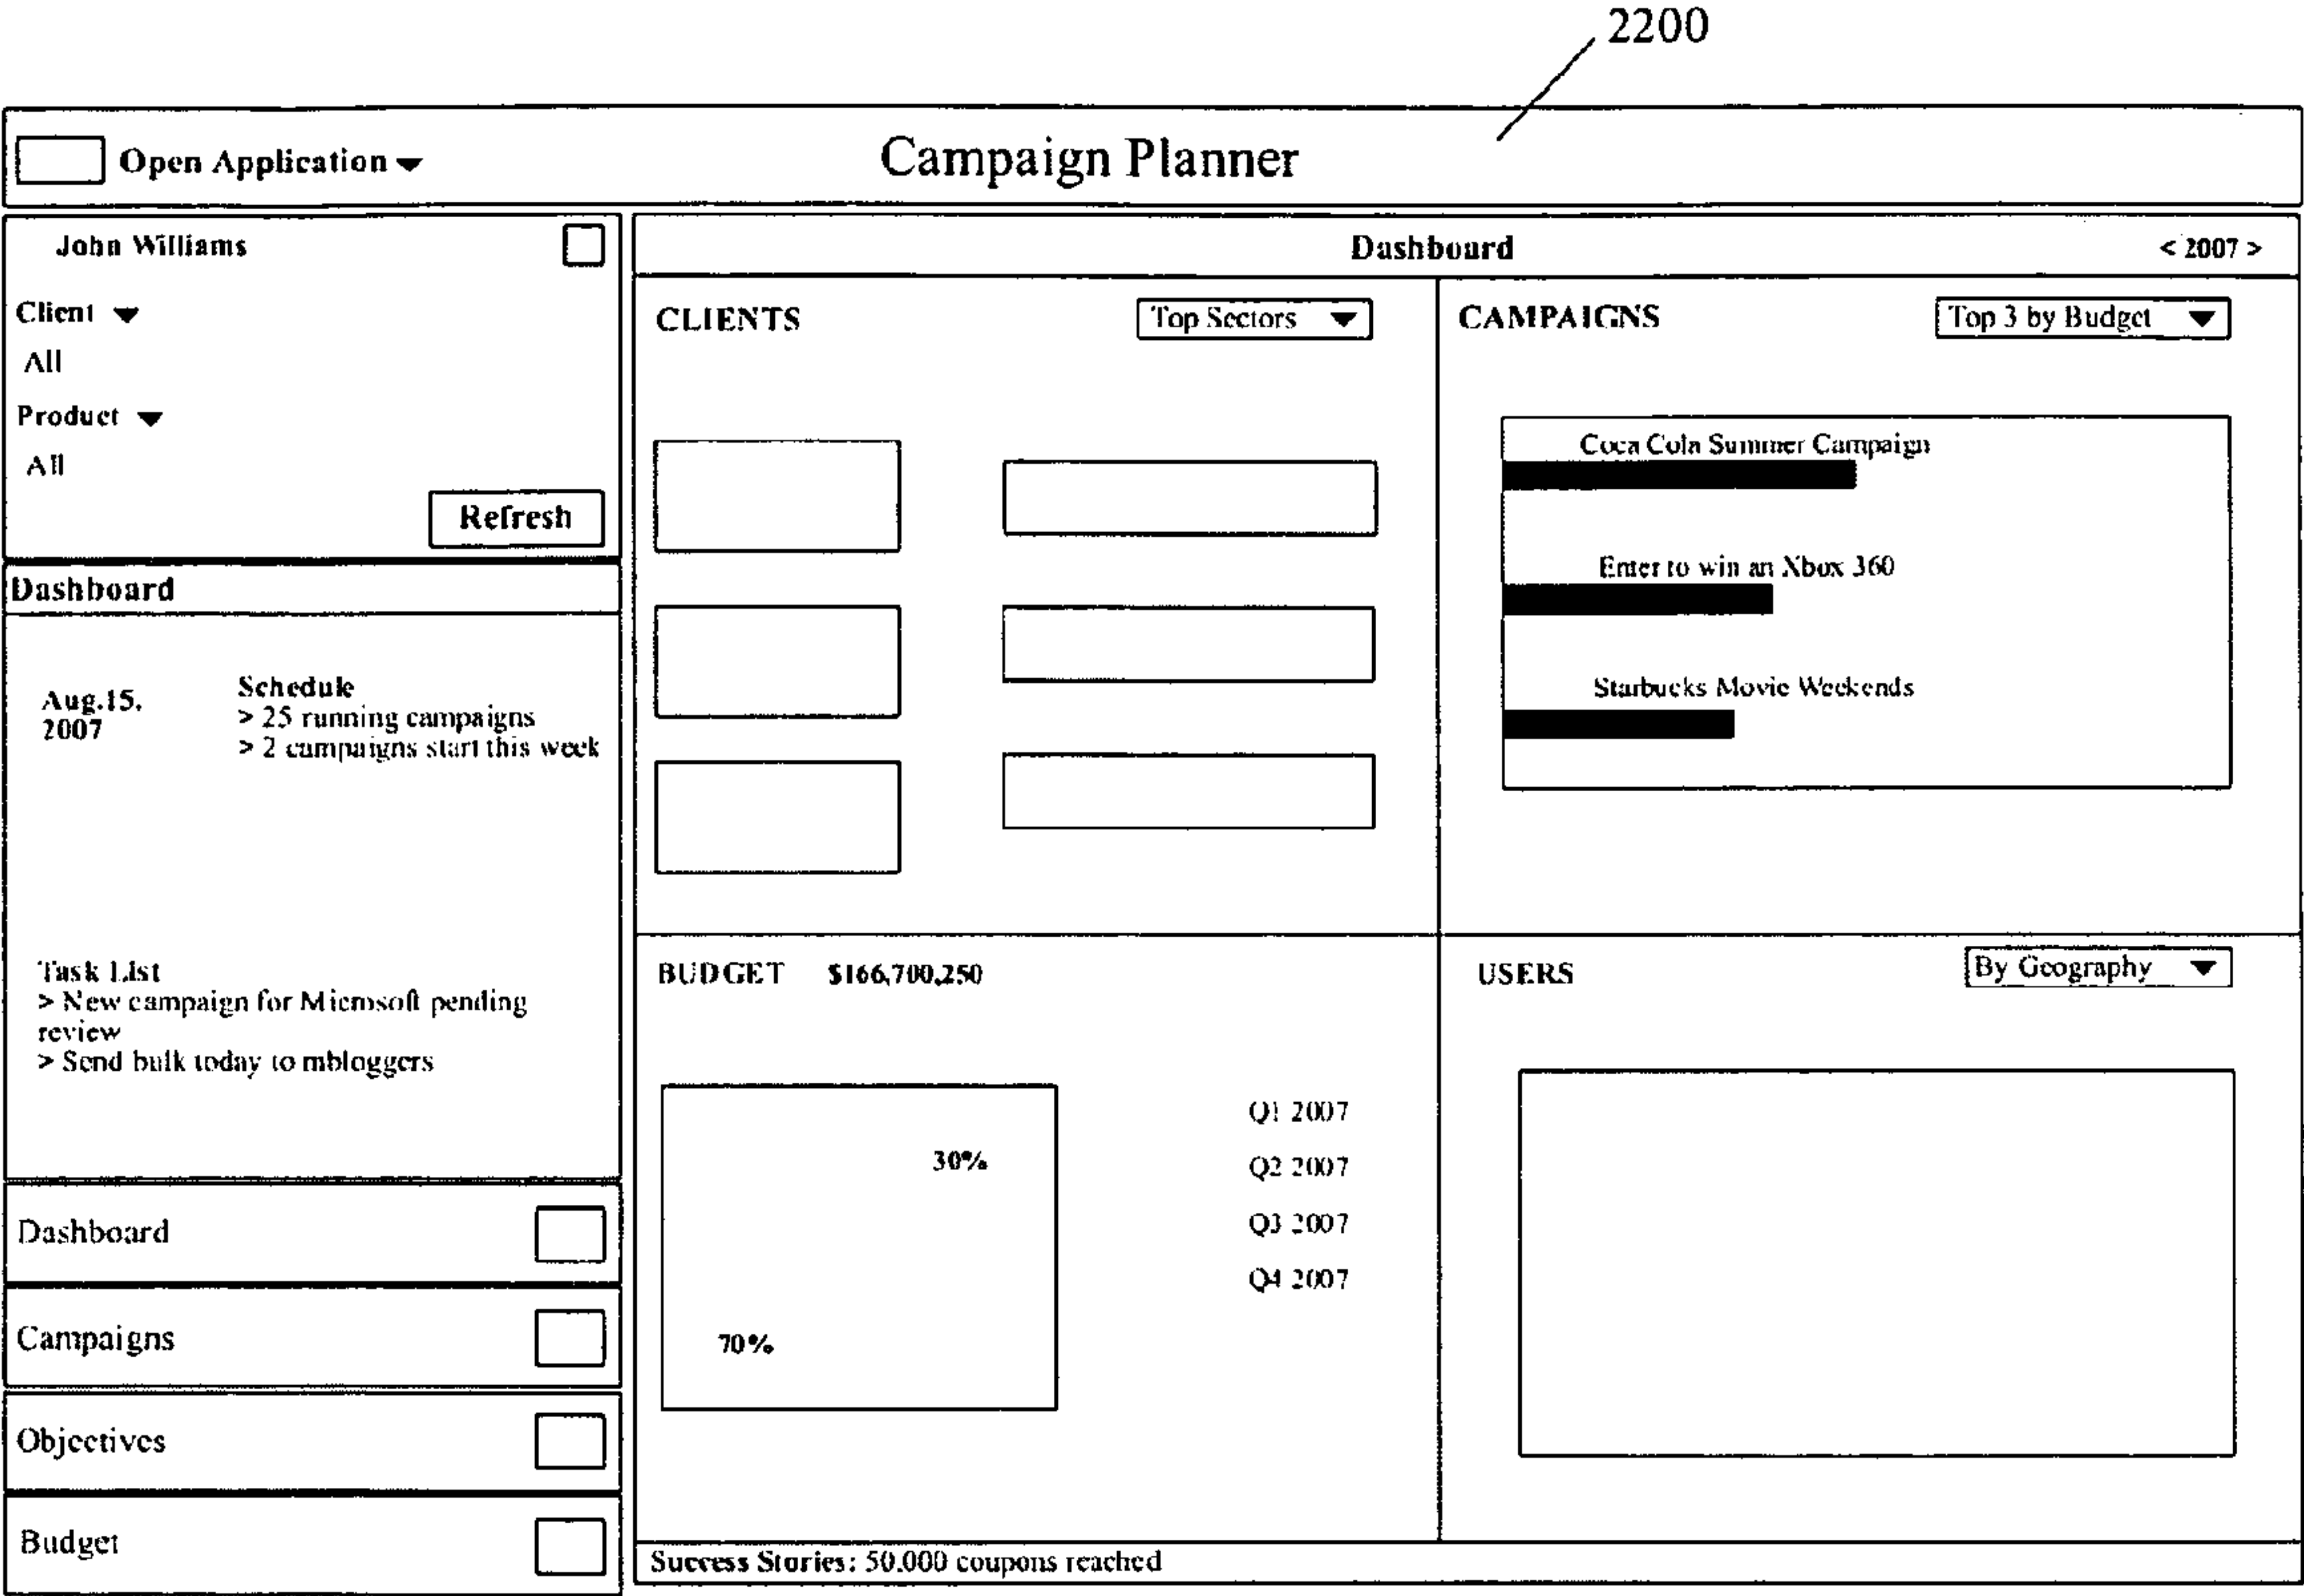 2200
Open Application
Campaign Planner
John Williams
Client
All
Product
All
Refresh
Dashboard
Aug.15,
2007
Schedule
> 25 running campaigns
> 2 campaigns start this week
Task List
> New campaign for Microsoft pending
review
> Send bulk today to mbloggers
Dashboard
Campaigns
Objectives
Budget
Dashboard
< 2007 >
CLIENTS
Top Sectors
CAMPAIGNS
Top 3 by Budget
Coca Cola Summer Campaign
Enter to win an Xbox 360
Starbucks Movie Weekends
BUDGET $166,700,250
30%
70%
Q1 2007
Q2 2007
Q3 2007
Q4 2007
USERS
By Geography
Success Stories: 50,000 coupons reached